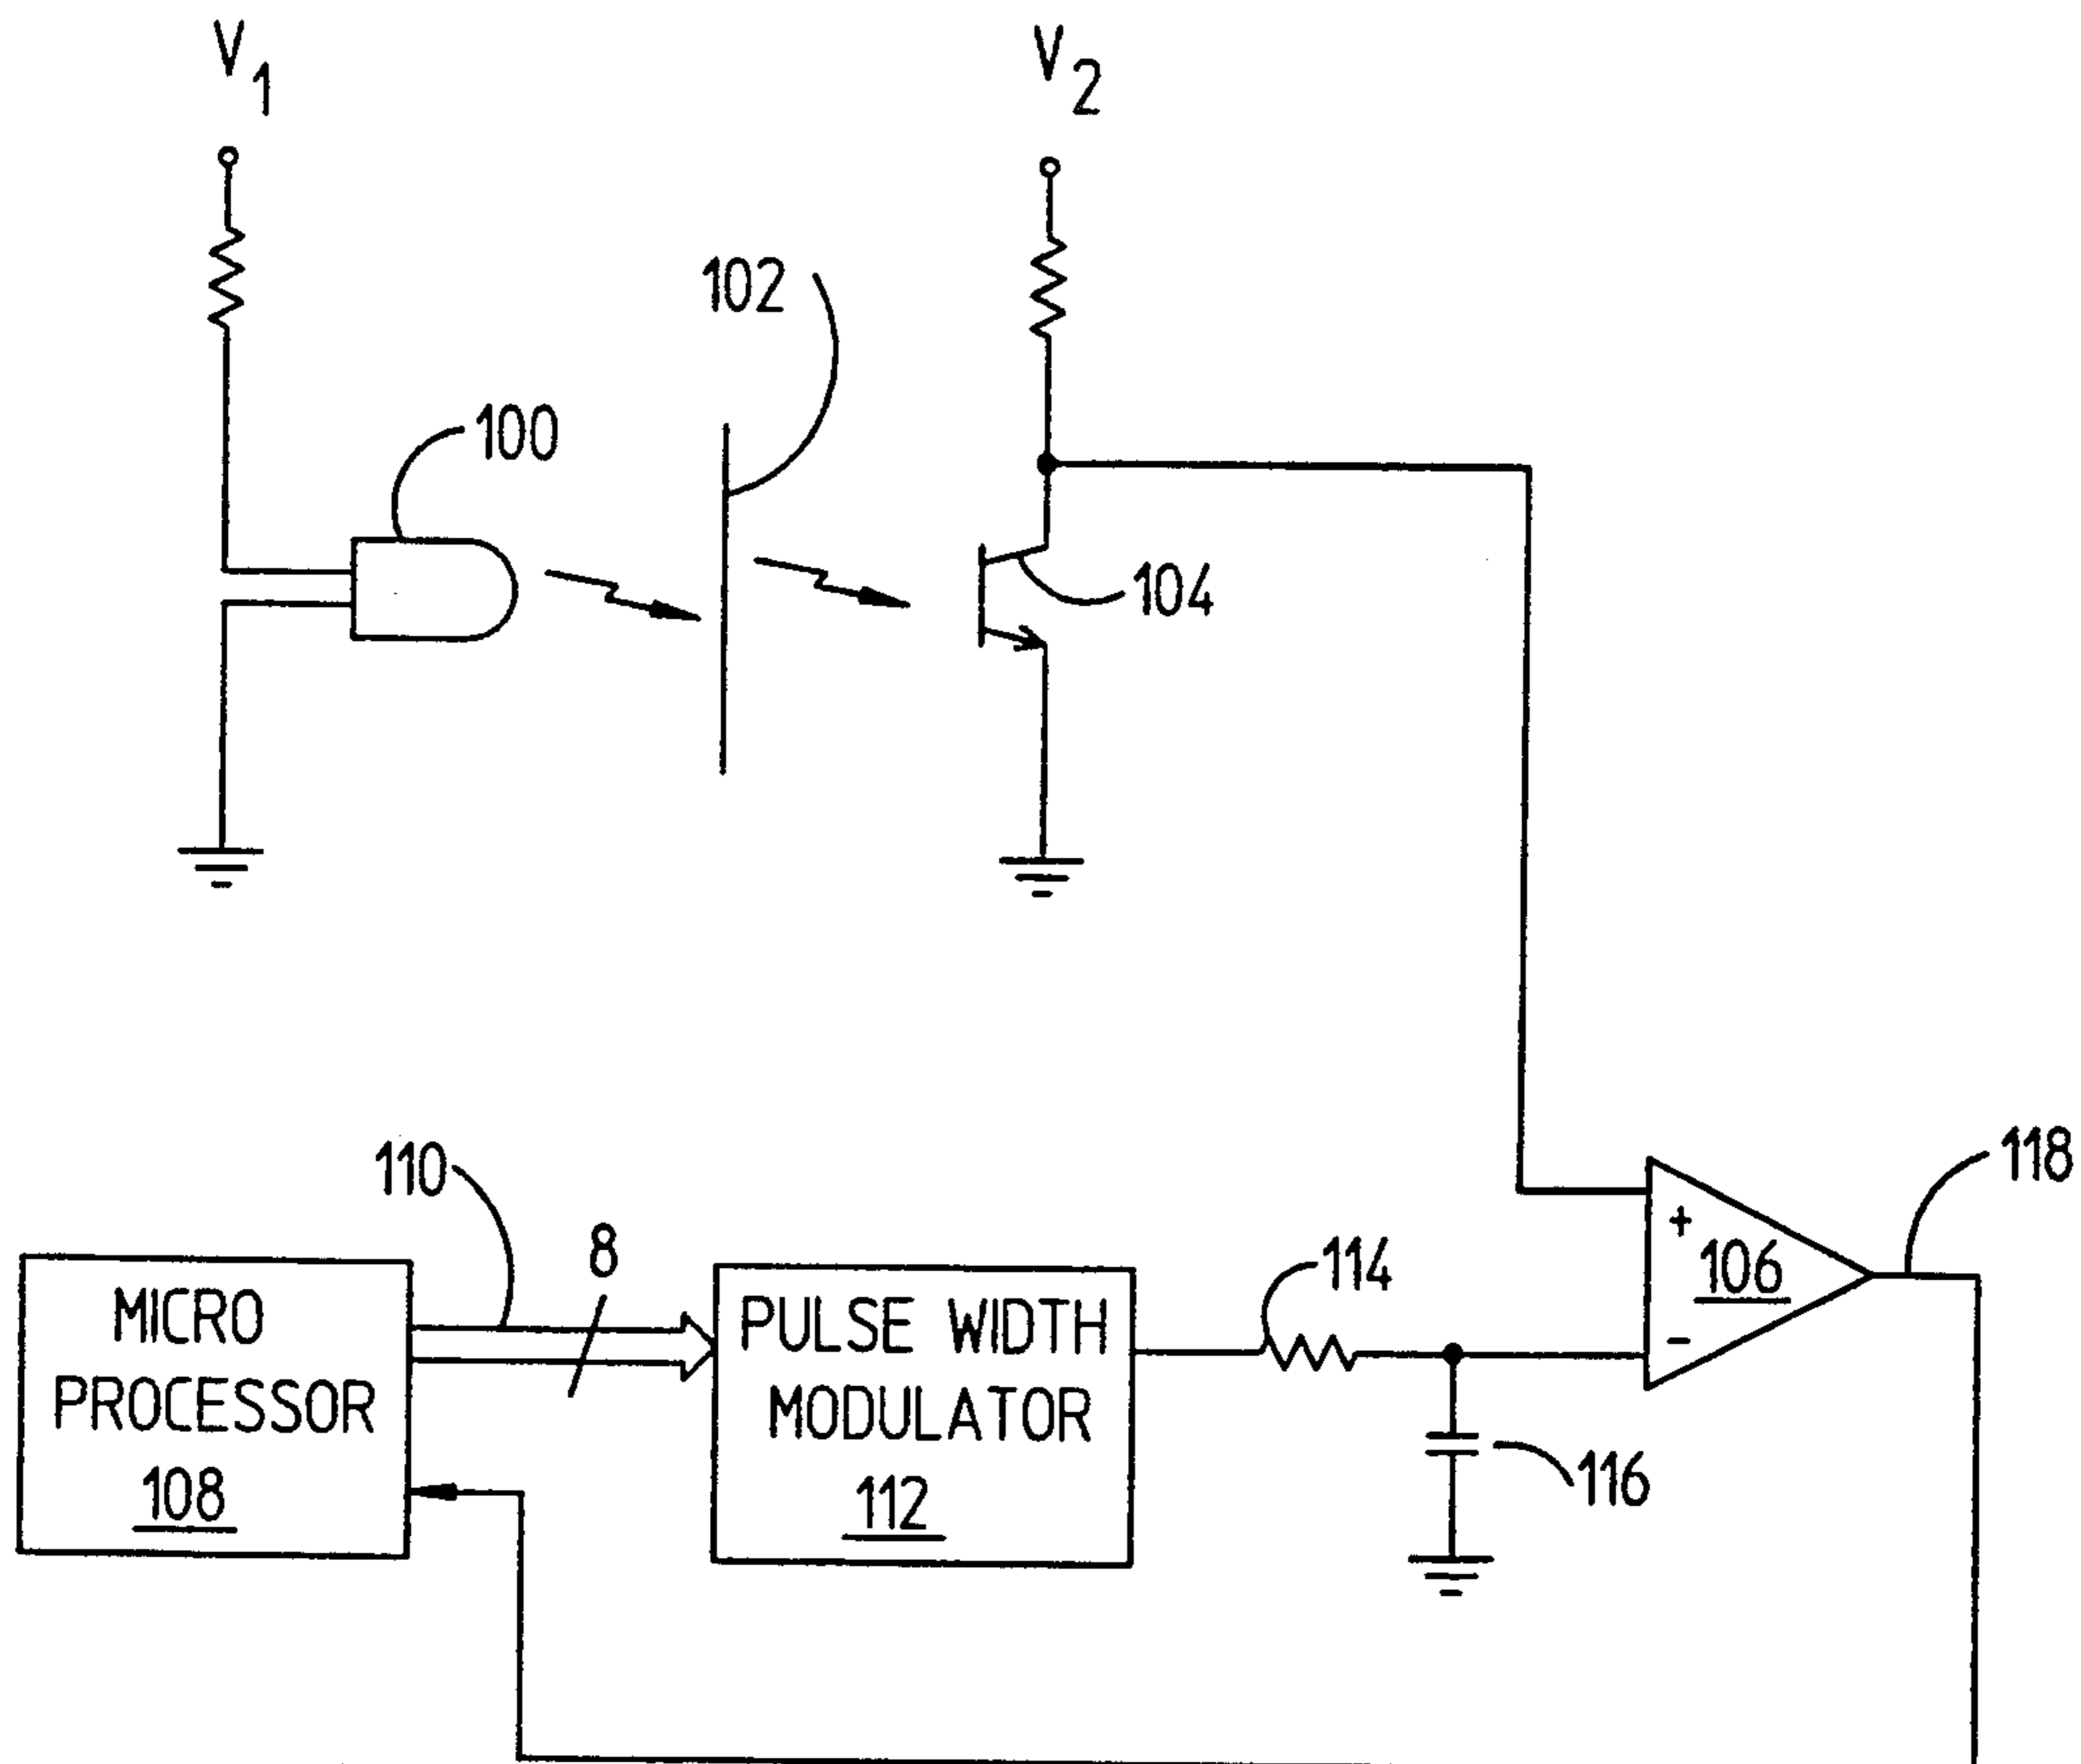 V1
V2
102
100
104
110
8
118
114
+
106
-
MICRO
PROCESSOR
108
PULSE WIDTH
MODULATOR
112
116